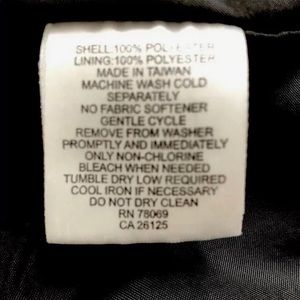 SHELL:100% POLYESTER
LINING:100% POLYESTER
MADE IN TAIWAN
MACHINE WASH COLD
SEPARATELY
NO FABRIC SOFTENER
GENTLE CYCLE
REMOVE FROM WASHER
PROMPTLY AND IMMEDIATELY
ONLY NON-CHLORINE
BLEACH WHEN NEEDED
TUMBLE DRY LOW REQUIRED
COOL IRON IF NECESSARY
DO NOT DRY CLEAN
RN 78069
CA 26125